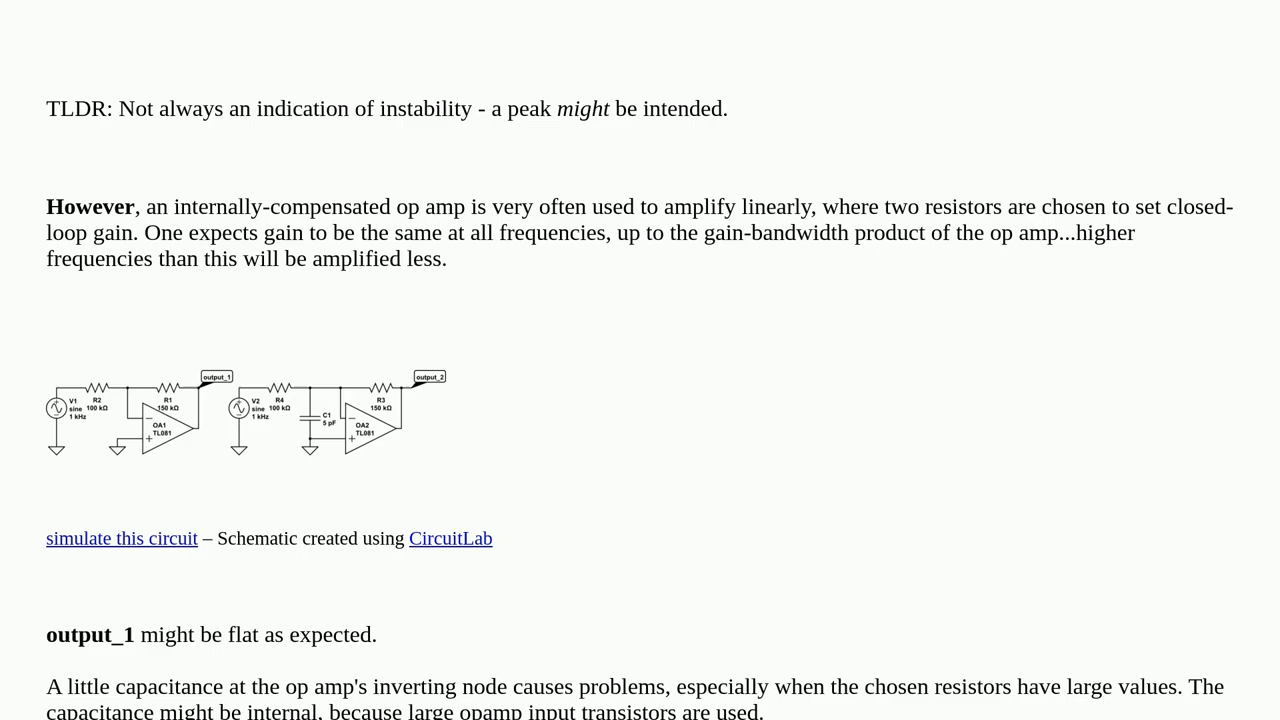 TLDR: Not always an indication of instability - a peak might be intended.
However, an internally-compensated op amp is very often used to amplify linearly, where two resistors are chosen to set closed-
loop gain. One expects gain to be the same at all frequencies, up to the gain-bandwidth product of the op amp...higher
frequencies than this will be amplified less.
output_1
output_2
V1
sine
1 kHz
R2
100 kΩ
R1
150 kΩ
OA1
TL081
V2
sine
1 kHz
R4
100 kΩ
C1
5 pF
R3
150 kΩ
OA2
TL081
simulate this circuit – Schematic created using CircuitLab
output_1 might be flat as expected.
A little capacitance at the op amp's inverting node causes problems, especially when the chosen resistors have large values. The
capacitance might be internal, because large opamp input transistors are used.